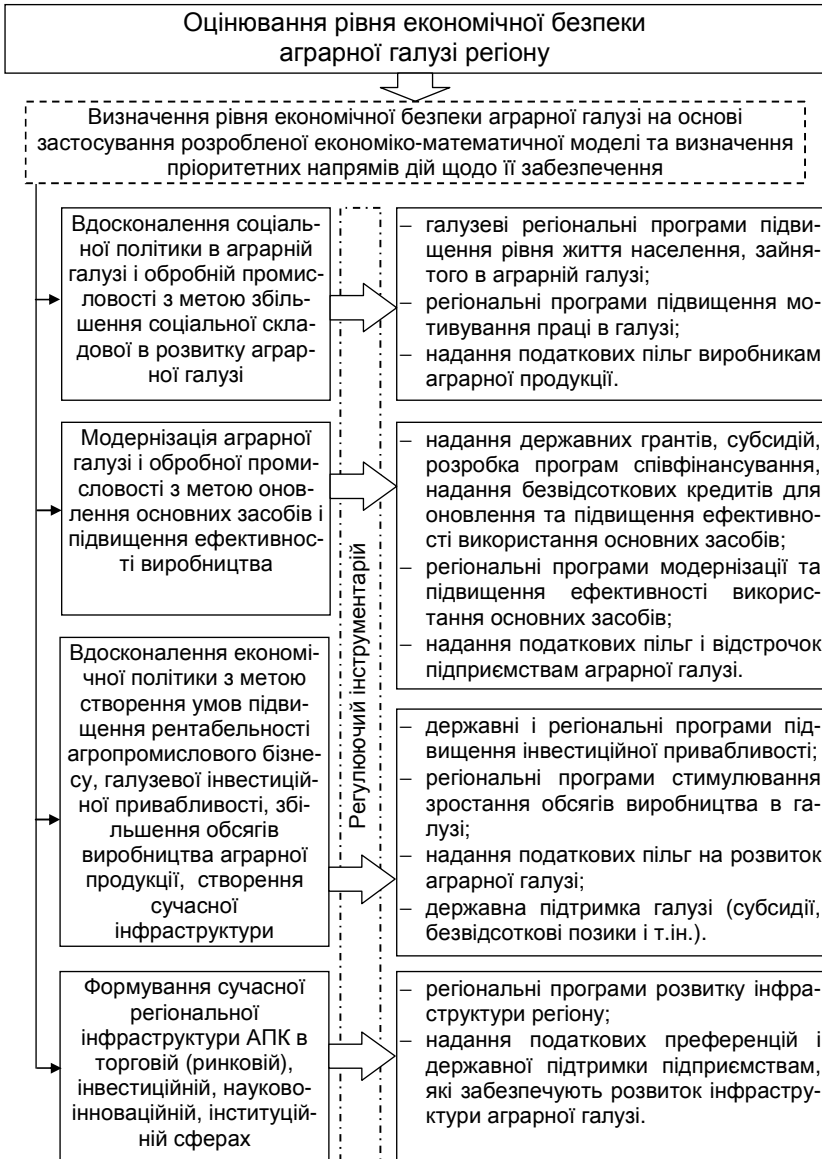 Оцінювання рівня економічної безпеки
аграрної галузі регіону
Визначення рівня економічної безпеки аграрної галузі на основі
застосування розробленої економіко-математичної моделі та визначення
пріоритетних напрямів дій щодо її забезпечення
Вдосконалення соціаль-
ної політики в аграрній
галузі і обробній промис-
ловості з метою збіль-
шення соціальної скла-
дової в розвитку аграр-
ної галузі
– галузеві регіональні програми підви-
щення рівня життя населення, зайня-
того в аграрній галузі;
– регіональні програми підвищення мо-
тивування праці в галузі;
– надання податкових пільг виробникам
аграрної продукції.
Модернізація аграрної
галузі і обробної проми-
словості з метою онов-
лення основних засобів і
підвищення ефективнос-
ті виробництва
– надання державних грантів, субсидій,
розробка програм співфінансування,
надання безвідсоткових кредитів для
оновлення та підвищення ефективно-
сті використання основних засобів;
– регіональні програми модернізації та
підвищення ефективності викорис-
тання основних засобів;
– надання податкових пільг і відстрочок
підприємствам аграрної галузі.
Регулюючий інструментарій
Вдосконалення економі-
чної політики з метою
створення умов підви-
щення рентабельності
агропромислового бізне-
су, галузевої інвестицій-
ної привабливості, збі-
льшення обсягів
виробництва аграрної
продукції, створення
сучасної
інфраструктури
– державні і регіональні програми під-
вищення інвестиційної привабливості;
– регіональні програми стимулювання
зростання обсягів виробництва в га-
лузі;
– надання податкових пільг на розвиток
аграрної галузі;
– державна підтримка галузі (субсидії,
безвідсоткові позики і т.ін.).
Формування сучасної
регіональної
інфраструктури АПК в
торговій (ринковій),
інвестиційній, науково-
інноваційній, інституцій-
ній сферах
– регіональні програми розвитку інфра-
структури регіону;
– надання податкових преференцій і
державної підтримки підприємствам,
які забезпечують розвиток інфраструк-
тури аграрної галузі.